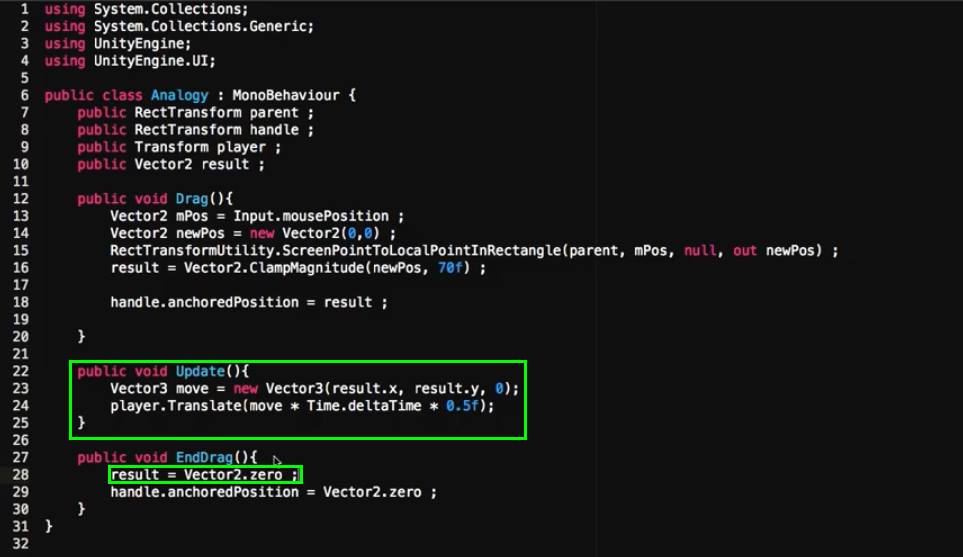 1 using System.Collections;
2 using System.Collections.Generic;
3 using UnityEngine;
4 using UnityEngine.UI;
5
6 public class Analogy : MonoBehaviour {
7 public RectTransform parent ;
8 public RectTransform handle ;
9 public Transform player ;
10 public Vector2 result ;
11
12 public void Drag(){
13 Vector2 mPos = Input.mousePosition ;
14 Vector2 newPos = new Vector2(0,0) ;
15 RectTransformUtility.ScreenPointToLocalPointInRectangle(parent, mPos, null, out newPos) ;
16 result = Vector2.ClampMagnitude(newPos, 70f) ;
17
18 handle.anchoredPosition = result ;
19
20 }
21
22 public void Update(){
23 Vector3 move = new Vector3(result.x, result.y, 0);
24 player.Translate(move * Time.deltaTime * 0.5f);
25 }
26
27 public void EndDrag(){
28 result = Vector2.zero ;
29 handle.anchoredPosition = Vector2.zero ;
30 }
31 }
32